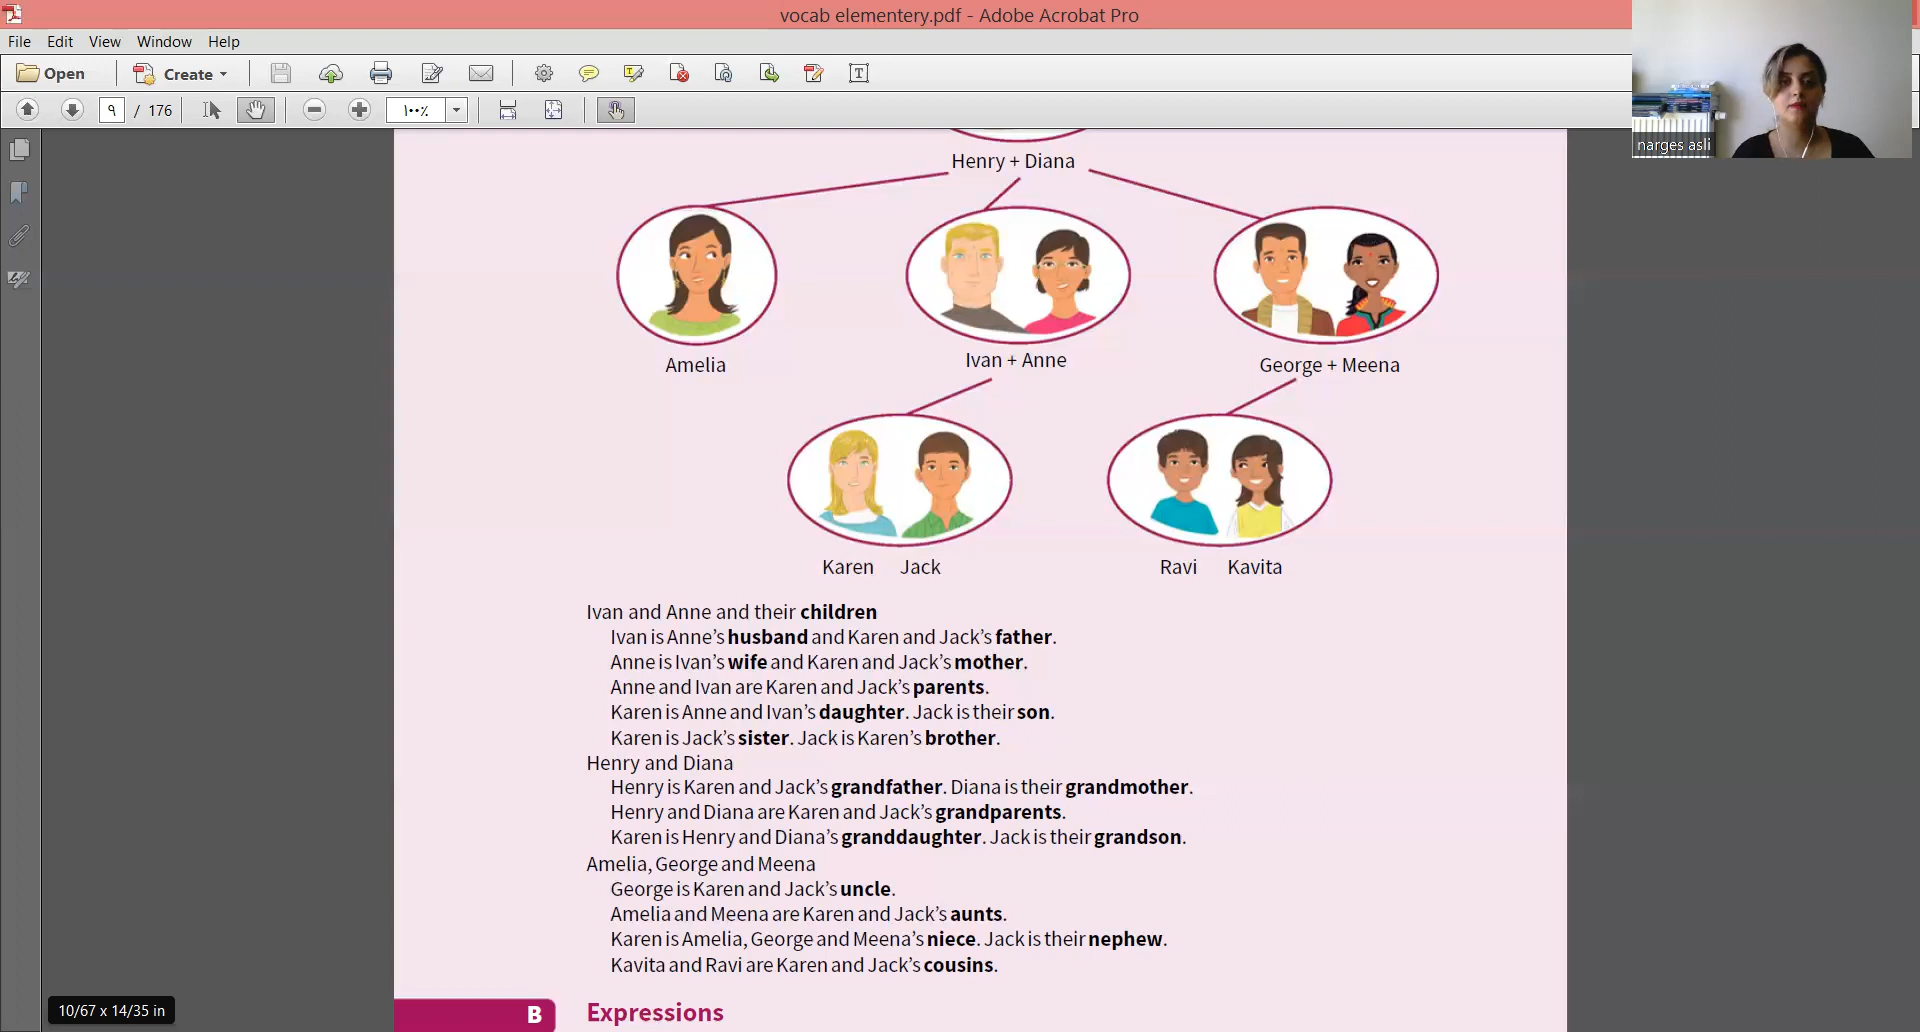 vocab elementery.pdf - Adobe Acrobat Pro
File Edit View Window Help
Open Create
۹ / 176 ۱۰۰٪
narges asli
Henry + Diana
Amelia Ivan + Anne George + Meena
Karen Jack Ravi Kavita
Ivan and Anne and their children
Ivan is Anne’s husband and Karen and Jack’s father.
Anne is Ivan’s wife and Karen and Jack’s mother.
Anne and Ivan are Karen and Jack’s parents.
Karen is Anne and Ivan’s daughter. Jack is their son.
Karen is Jack’s sister. Jack is Karen’s brother.
Henry and Diana
Henry is Karen and Jack’s grandfather. Diana is their grandmother.
Henry and Diana are Karen and Jack’s grandparents.
Karen is Henry and Diana’s granddaughter. Jack is their grandson.
Amelia, George and Meena
George is Karen and Jack’s uncle.
Amelia and Meena are Karen and Jack’s aunts.
Karen is Amelia, George and Meena’s niece. Jack is their nephew.
Kavita and Ravi are Karen and Jack’s cousins.
10/67 x 14/35 in
B Expressions